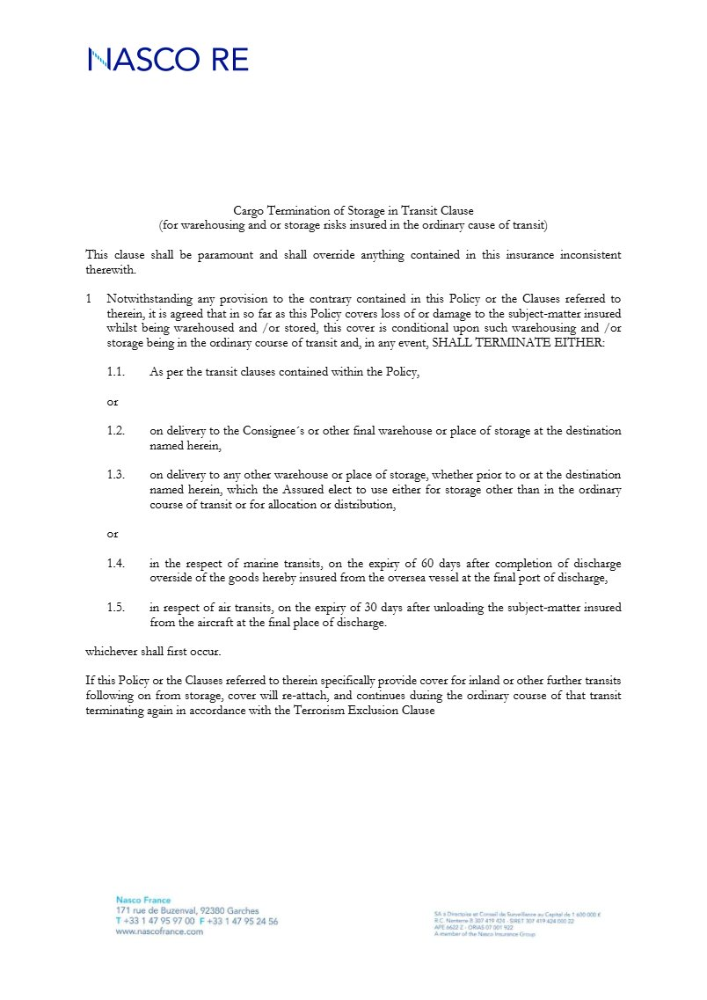 NASCO RE
Cargo Termination of Storage in Transit Clause
(for warehousing and or storage risks insured in the ordinary cause of transit)
This clause shall be paramount and shall override anything contained in this insurance inconsistent
therewith.
1 Notwithstanding any provision to the contrary contained in this Policy or the Clauses referred to
therein, it is agreed that in so far as this Policy covers loss of or damage to the subject-matter insured
whilst being warehoused and /or stored, this cover is conditional upon such warehousing and /or
storage being in the ordinary course of transit and, in any event, SHALL TERMINATE EITHER:
1.1. As per the transit clauses contained within the Policy,
or
1.2. on delivery to the Consignee´s or other final warehouse or place of storage at the destination
named herein,
1.3. on delivery to any other warehouse or place of storage, whether prior to or at the destination
named herein, which the Assured elect to use either for storage other than in the ordinary
course of transit or for allocation or distribution,
or
1.4. in the respect of marine transits, on the expiry of 60 days after completion of discharge
overside of the goods hereby insured from the oversea vessel at the final port of discharge,
1.5. in respect of air transits, on the expiry of 30 days after unloading the subject-matter insured
from the aircraft at the final place of discharge.
whichever shall first occur.
If this Policy or the Clauses referred to therein specifically provide cover for inland or other further transits
following on from storage, cover will re-attach, and continues during the ordinary course of that transit
terminating again in accordance with the Terrorism Exclusion Clause
Nasco France
171 rue de Buzenval, 92380 Garches
T +33 1 47 95 97 00 F +33 1 47 95 24 56
www.nascofrance.com
SA à Directoire et Conseil de Surveillance au Capital de 1 600 000 €
R.C. Nanterre B 307 419 424 - SIRET 307 419 424 000 22
APE 6622 Z - ORIAS 07 001 922
A member of the Nasco Insurance Group